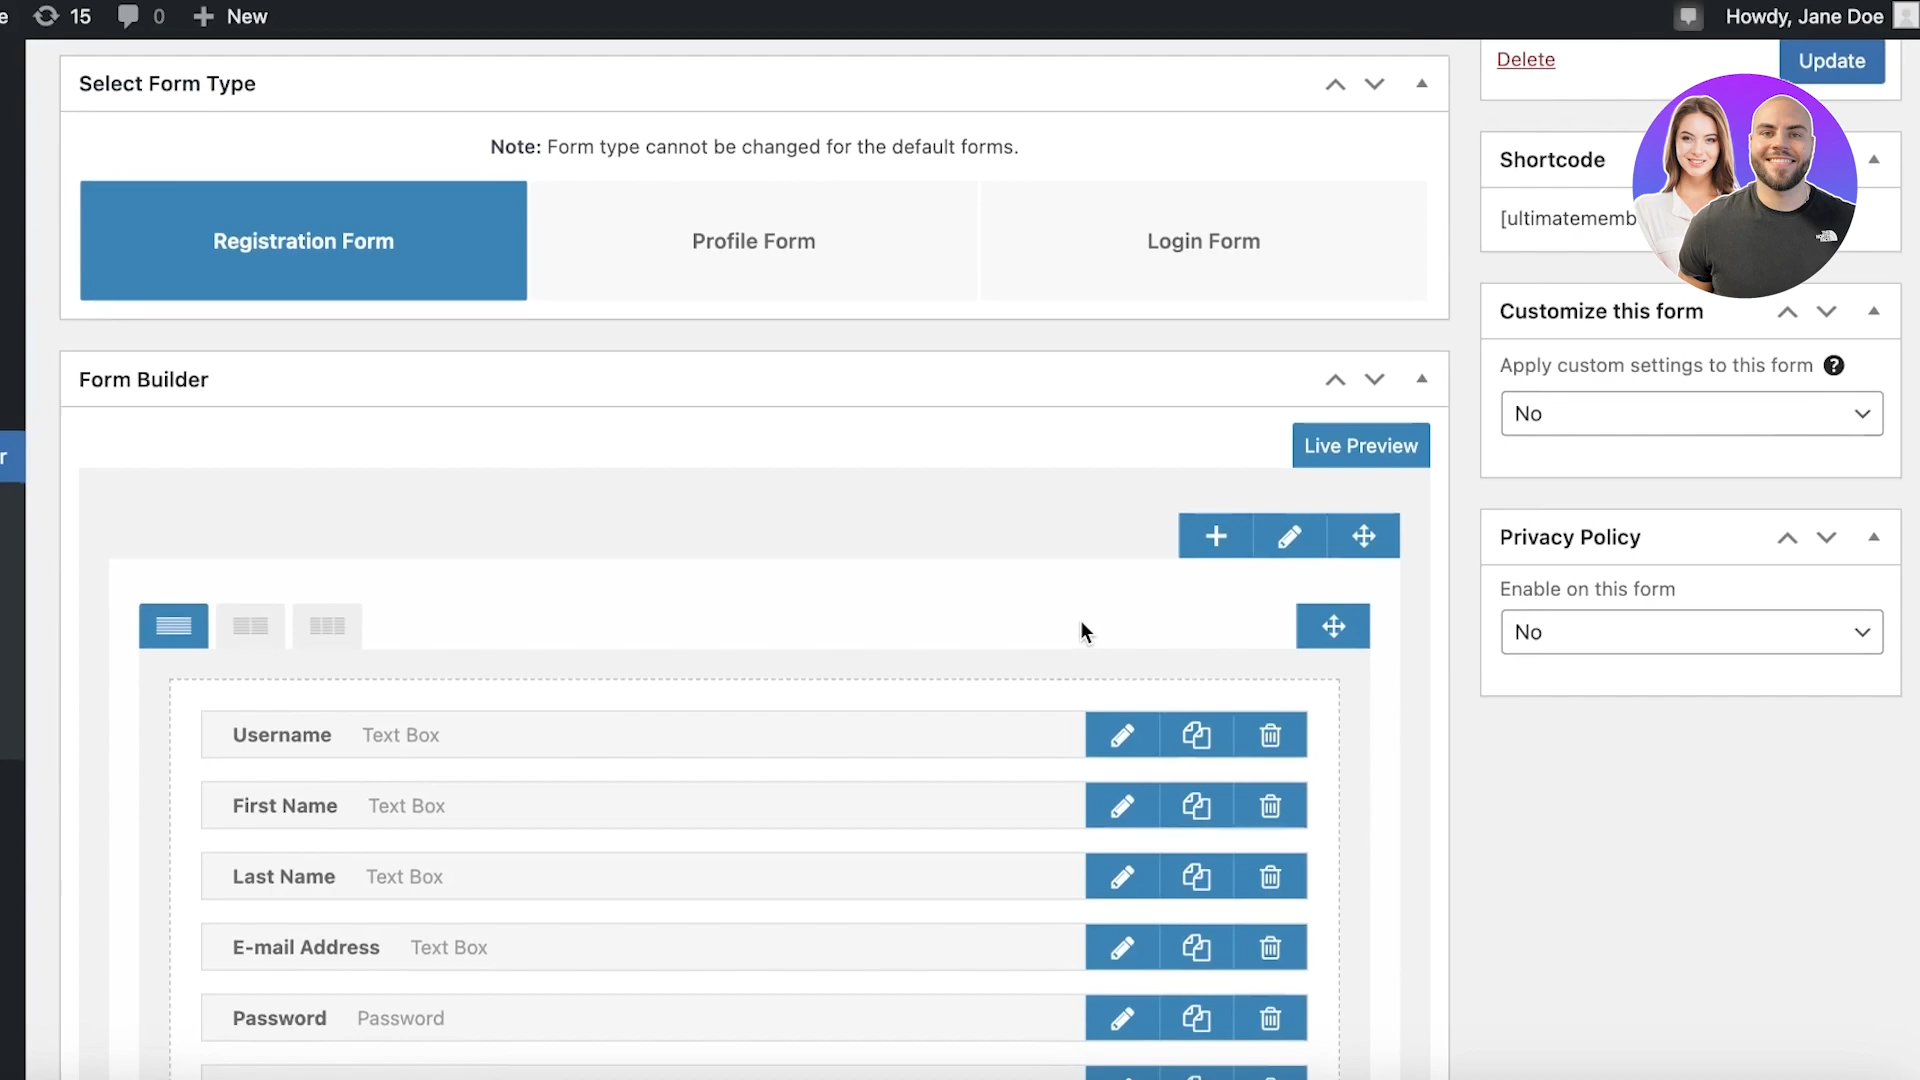 e 15 0 New Howdy, Jane Doe
Select Form Type
Note: Form type cannot be changed for the default forms.
Registration Form Profile Form Login Form
Form Builder
Live Preview
Username Text Box
First Name Text Box
Last Name Text Box
E-mail Address Text Box
Password Password
r
Delete Update
Shortcode
[ultimatememb
Customize this form
Apply custom settings to this form ?
No
Privacy Policy
Enable on this form
No